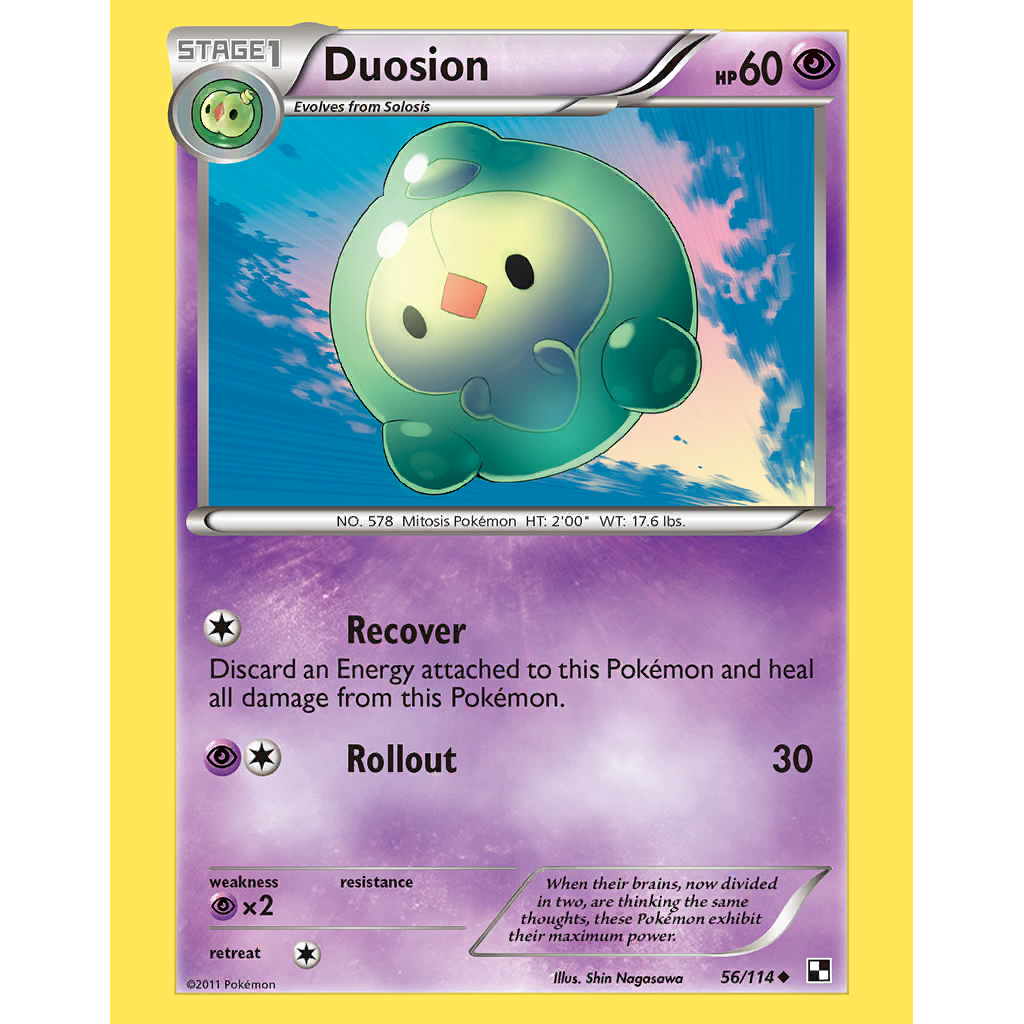 STAGE1
Duosion
HP60
Evolves from Solosis
NO. 578 Mitosis Pokémon HT: 2'00" WT: 17.6 lbs.
Recover
Discard an Energy attached to this Pokémon and heal
all damage from this Pokémon.
Rollout 30
weakness resistance
×2
When their brains, now divided
in two, are thinking the same
thoughts, these Pokémon exhibit
their maximum power.
retreat
Illus. Shin Nagasawa 56/114
©2011 Pokémon